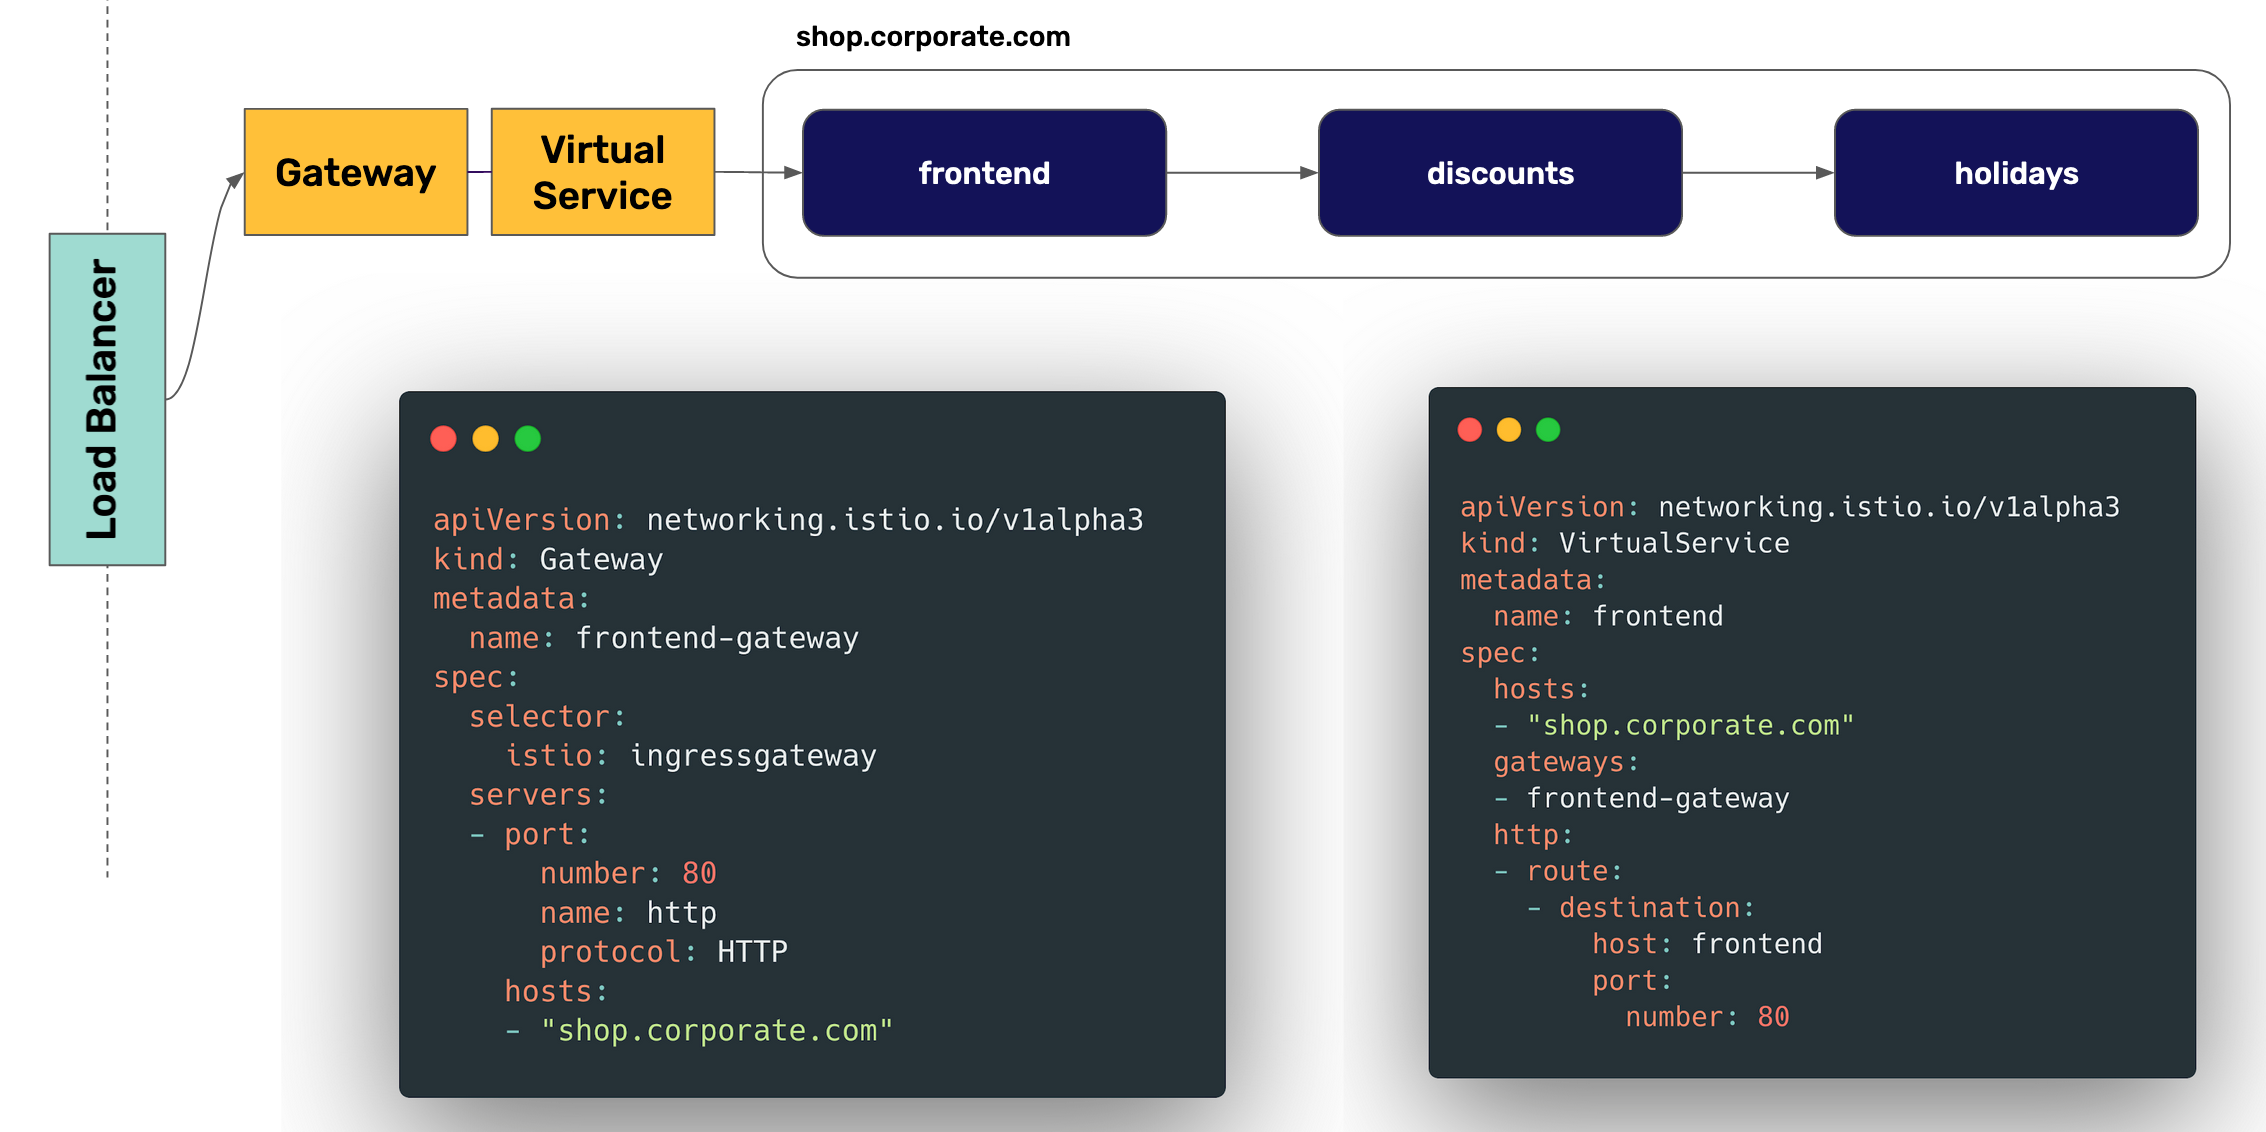 shop.corporate.com
Gateway
Virtual
Service
frontend
discounts
holidays
Load Balancer
apiVersion: networking.istio.io/v1alpha3
kind: Gateway
metadata:
  name: frontend-gateway
spec:
  selector:
    istio: ingressgateway
  servers:
  - port:
      number: 80
      name: http
      protocol: HTTP
    hosts:
    - "shop.corporate.com"
apiVersion: networking.istio.io/v1alpha3
kind: VirtualService
metadata:
  name: frontend
spec:
  hosts:
  - "shop.corporate.com"
  gateways:
  - frontend-gateway
  http:
  - route:
    - destination:
        host: frontend
        port:
          number: 80